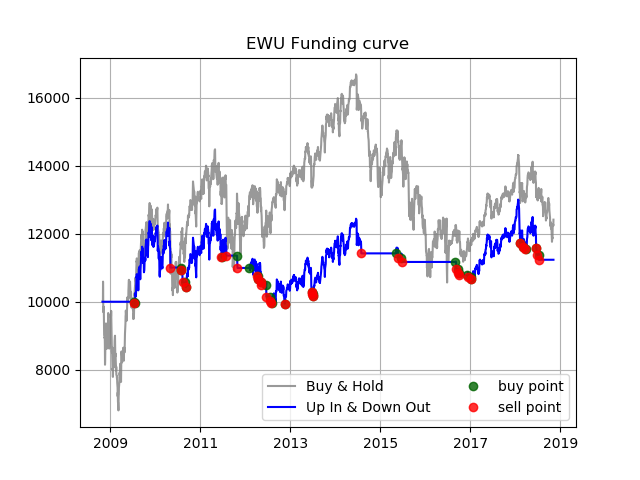 EWU Funding curve
16000
14000
12000
10000
8000
2009 2011 2013 2015 2017 2019
Buy & Hold
Up In & Down Out
buy point
sell point